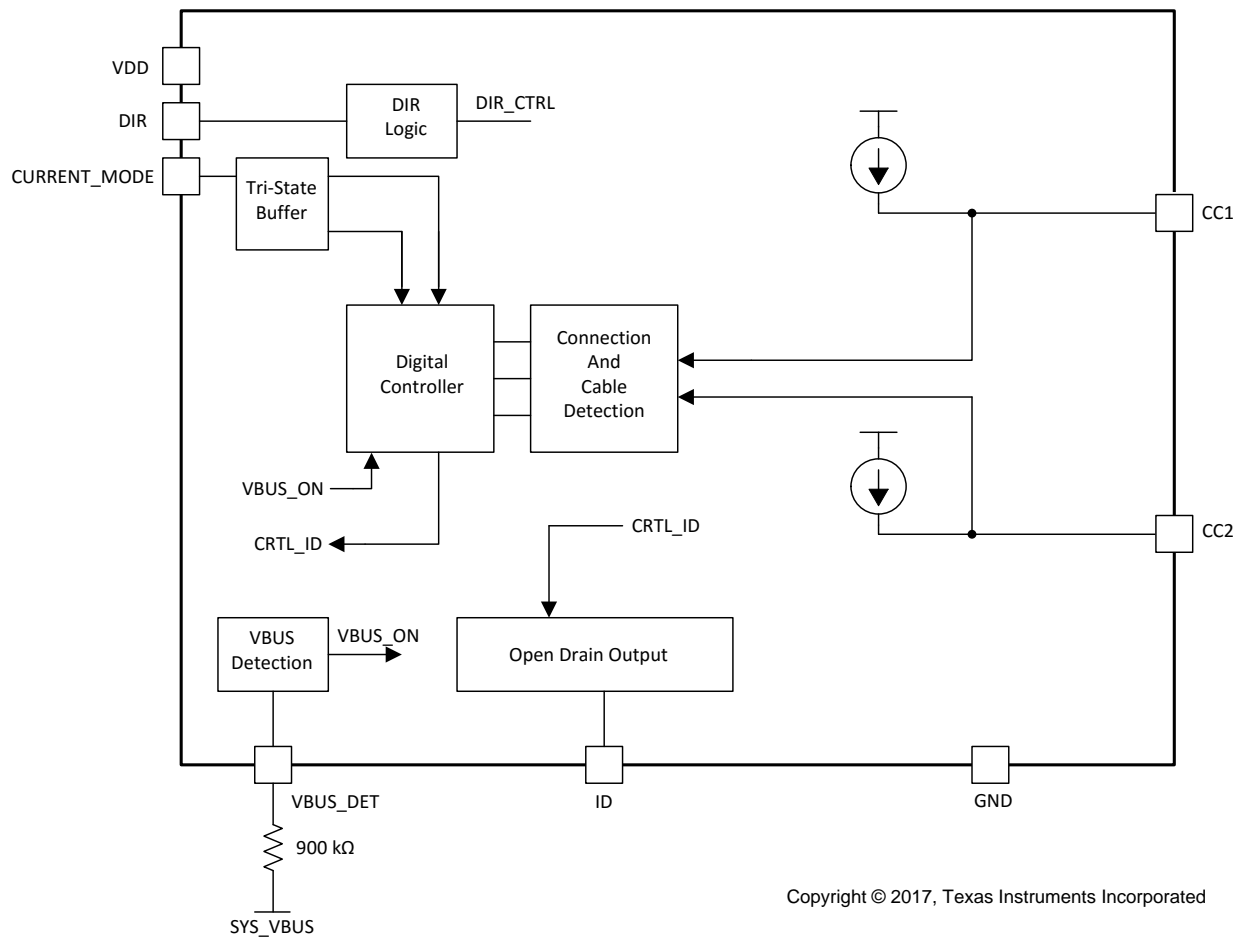 VDD
DIR
DIR
Logic
DIR_CTRL
CURRENT_MODE
Tri-State
Buffer
CC1
Digital
Controller
Connection
And
Cable
Detection
VBUS_ON
CRTL_ID
CRTL_ID
CC2
VBUS
Detection
VBUS_ON
Open Drain Output
VBUS_DET
ID
GND
900 kΩ
SYS_VBUS
Copyright © 2017, Texas Instruments Incorporated